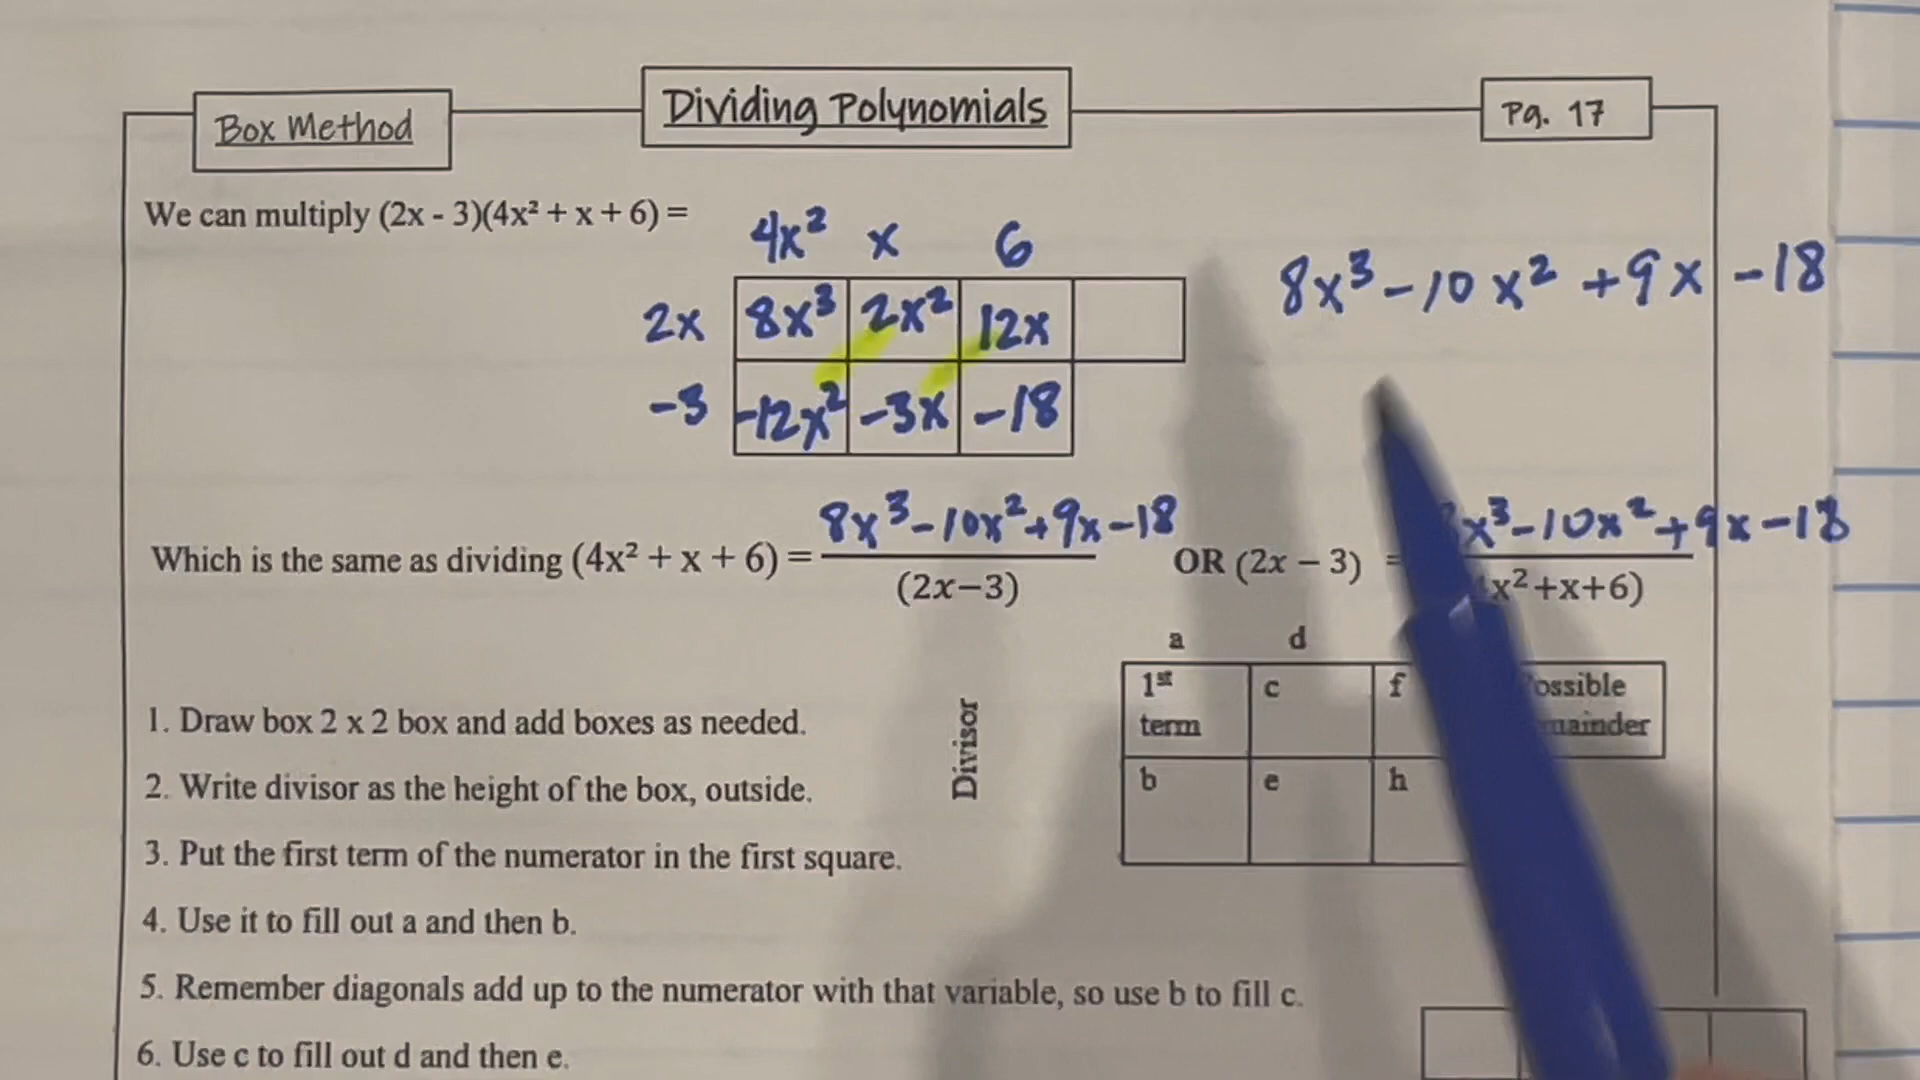 Box Method
Dividing Polynomials
Pg. 17
We can multiply (2x - 3)(4x² + x + 6) =
4x² x 6
2x 8x³ 2x² 12x
-3 -12x² -3x -18
8x³ -10x² +9x -18
Which is the same as dividing (4x² + x + 6) =
8x³-10x²+9x-18
(2x-3)
OR (2x - 3) =
x³-10x²+9x-18
x²+x+6)
a d
1st term c f
b e h
Divisor
1. Draw box 2 x 2 box and add boxes as needed.
2. Write divisor as the height of the box, outside.
3. Put the first term of the numerator in the first square.
4. Use it to fill out a and then b.
5. Remember diagonals add up to the numerator with that variable, so use b to fill c.
6. Use c to fill out d and then e.